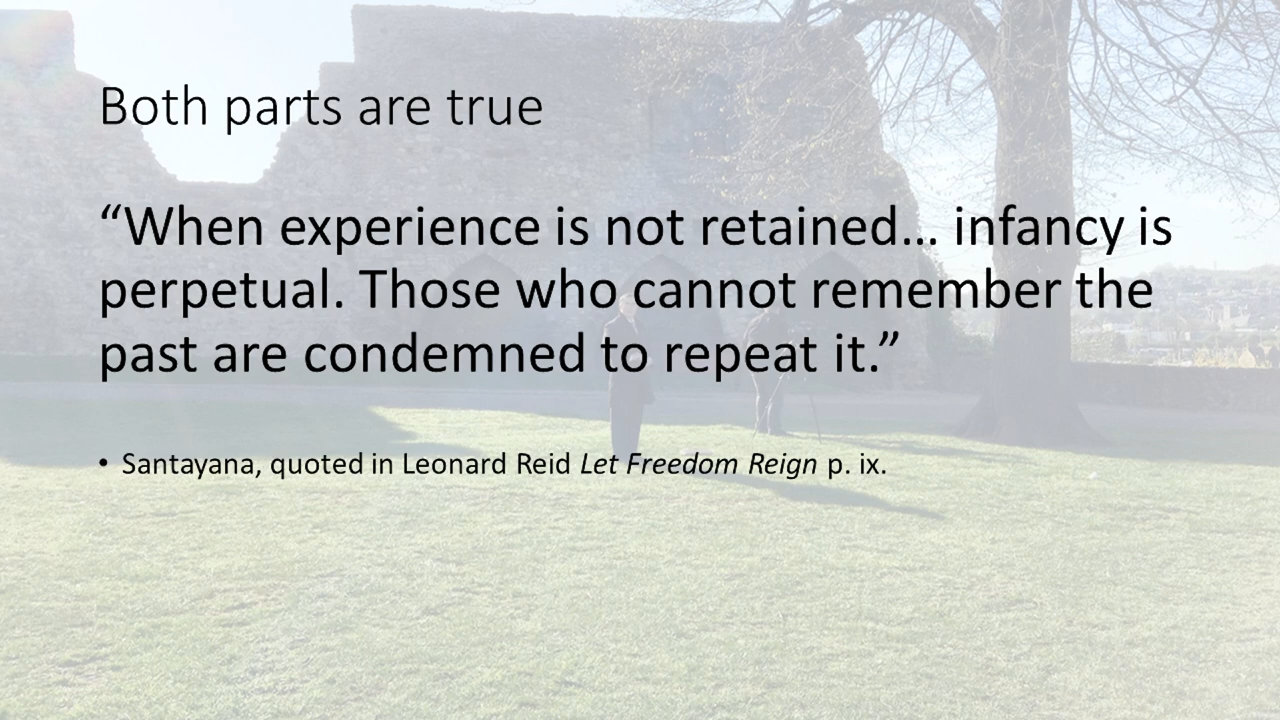 Both parts are true
“When experience is not retained… infancy is
perpetual. Those who cannot remember the
past are condemned to repeat it.”
• Santayana, quoted in Leonard Reid Let Freedom Reign p. ix.